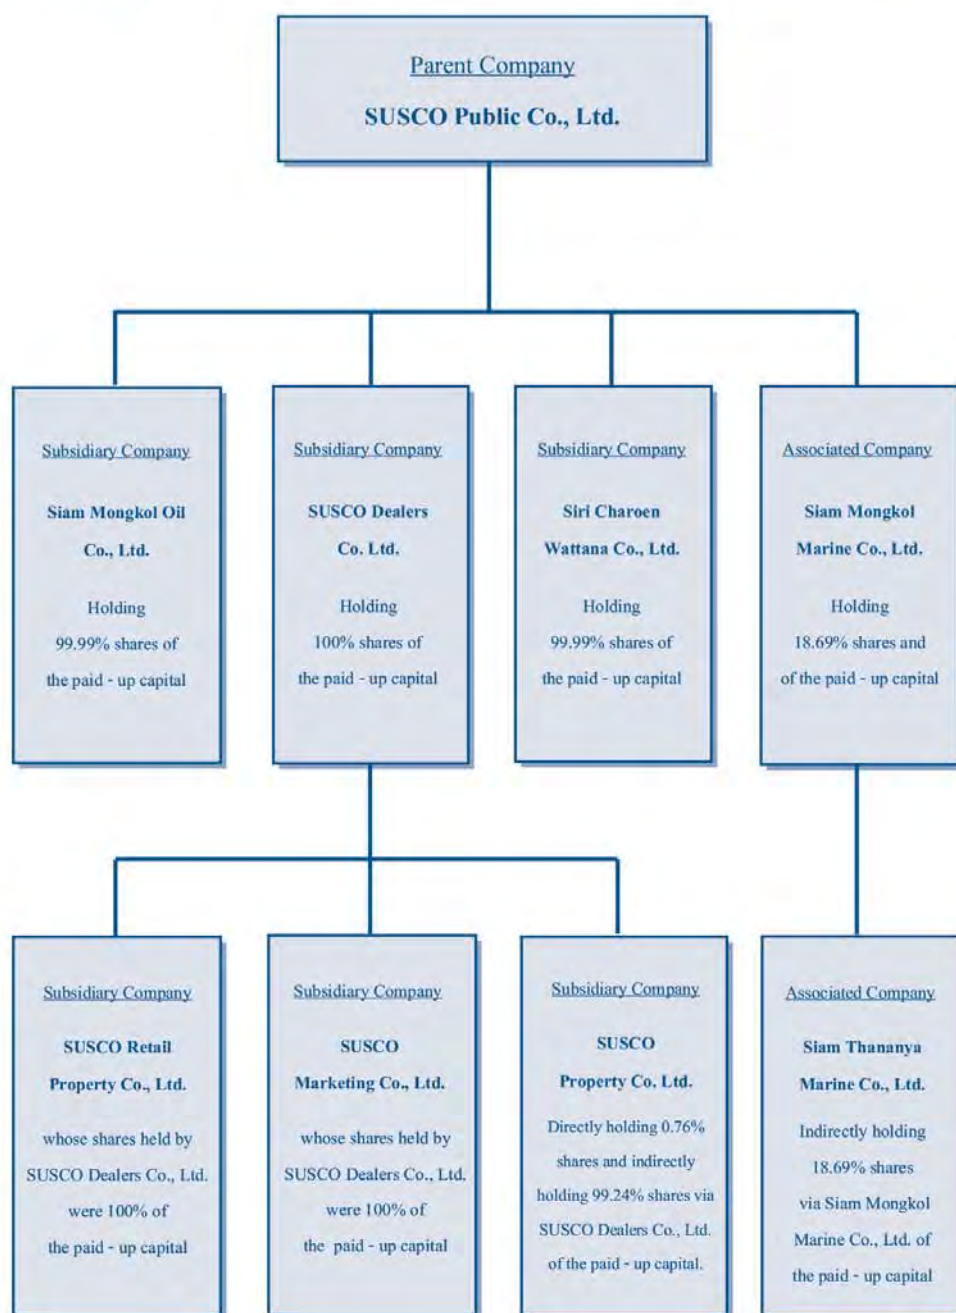 Parent Company
SUSCO Public Co., Ltd.
Subsidiary Company
Siam Mongkol Oil
Co., Ltd.
Holding
99.99% shares of
the paid - up capital
Subsidiary Company
SUSCO Dealers
Co. Ltd.
Holding
100% shares of
the paid - up capital
Subsidiary Company
Siri Charoen
Wattana Co., Ltd.
Holding
99.99% shares of
the paid - up capital
Associated Company
Siam Mongkol
Marine Co., Ltd.
Holding
18.69% shares and
of the paid - up capital
Subsidiary Company
SUSCO Retail
Property Co., Ltd.
whose shares held by
SUSCO Dealers Co., Ltd.
were 100% of
the paid - up capital
Subsidiary Company
SUSCO
Marketing Co., Ltd.
whose shares held by
SUSCO Dealers Co., Ltd.
were 100% of
the paid - up capital
Subsidiary Company
SUSCO
Property Co. Ltd.
Directly holding 0.76%
shares and indirectly
holding 99.24% shares via
SUSCO Dealers Co., Ltd.
of the paid - up capital.
Associated Company
Siam Thananya
Marine Co., Ltd.
Indirectly holding
18.69% shares
via Siam Mongkol
Marine Co., Ltd. of
the paid - up capital